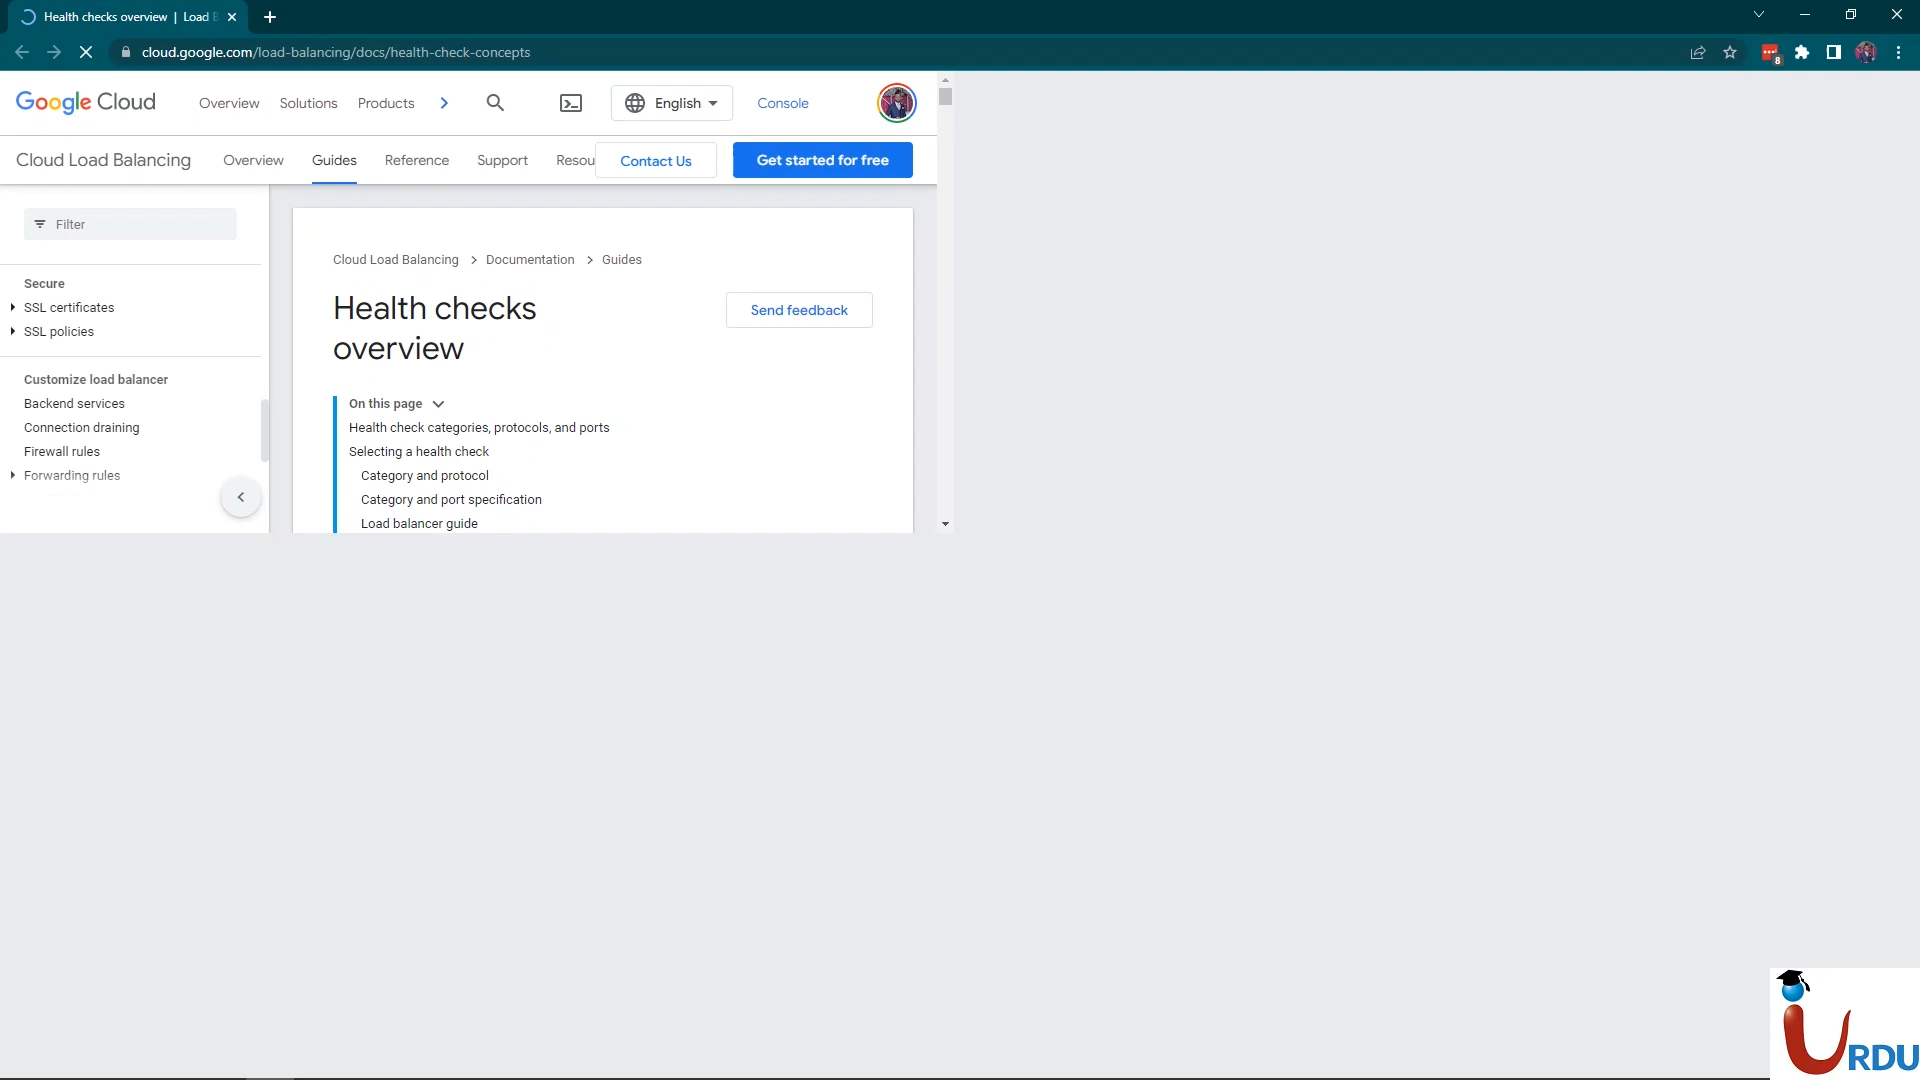 Health checks overview | Load B
cloud.google.com/load-balancing/docs/health-check-concepts
8
Google Cloud
Overview
Solutions
Products
English
Console
Cloud Load Balancing
Overview
Guides
Reference
Support
Resou
Contact Us
Get started for free
Filter
Secure
SSL certificates
SSL policies
Customize load balancer
Backend services
Connection draining
Firewall rules
Forwarding rules
Cloud Load Balancing > Documentation > Guides
Health checks
overview
Send feedback
On this page
Health check categories, protocols, and ports
Selecting a health check
Category and protocol
Category and port specification
Load balancer guide
iURDU